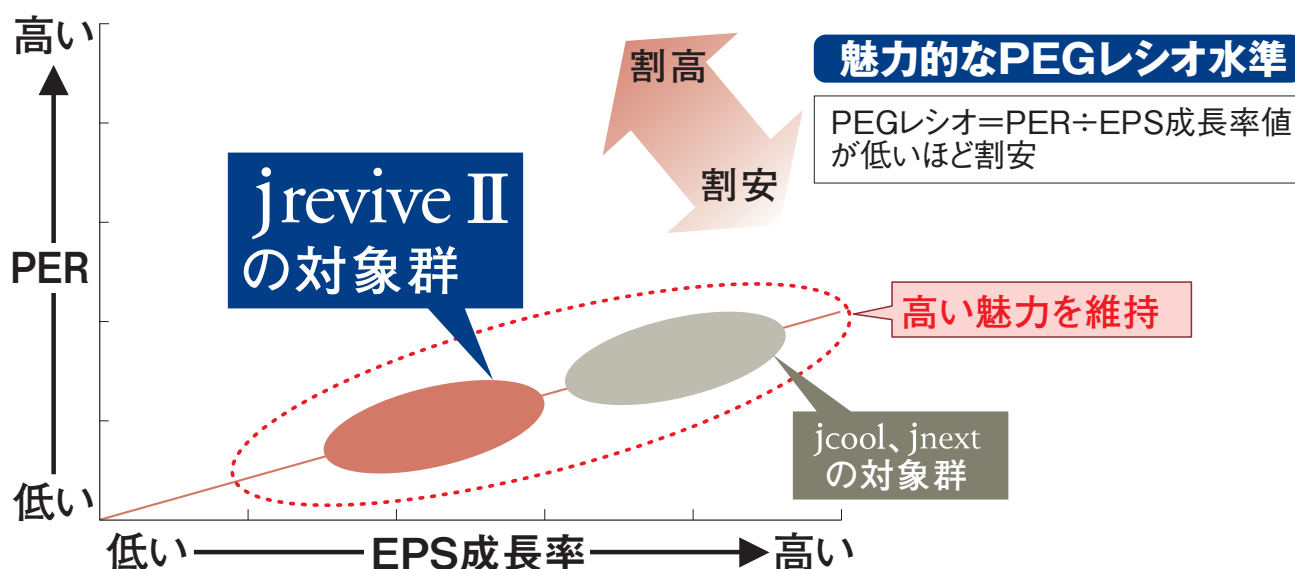 高い
PER
低い
低い
EPS成長率
高い
割高
割安
魅力的なPEGレシオ水準
PEGレシオ＝PER÷EPS成長率値
が低いほど割安
jreviveⅡ
の対象群
高い魅力を維持
jcool、jnext
の対象群